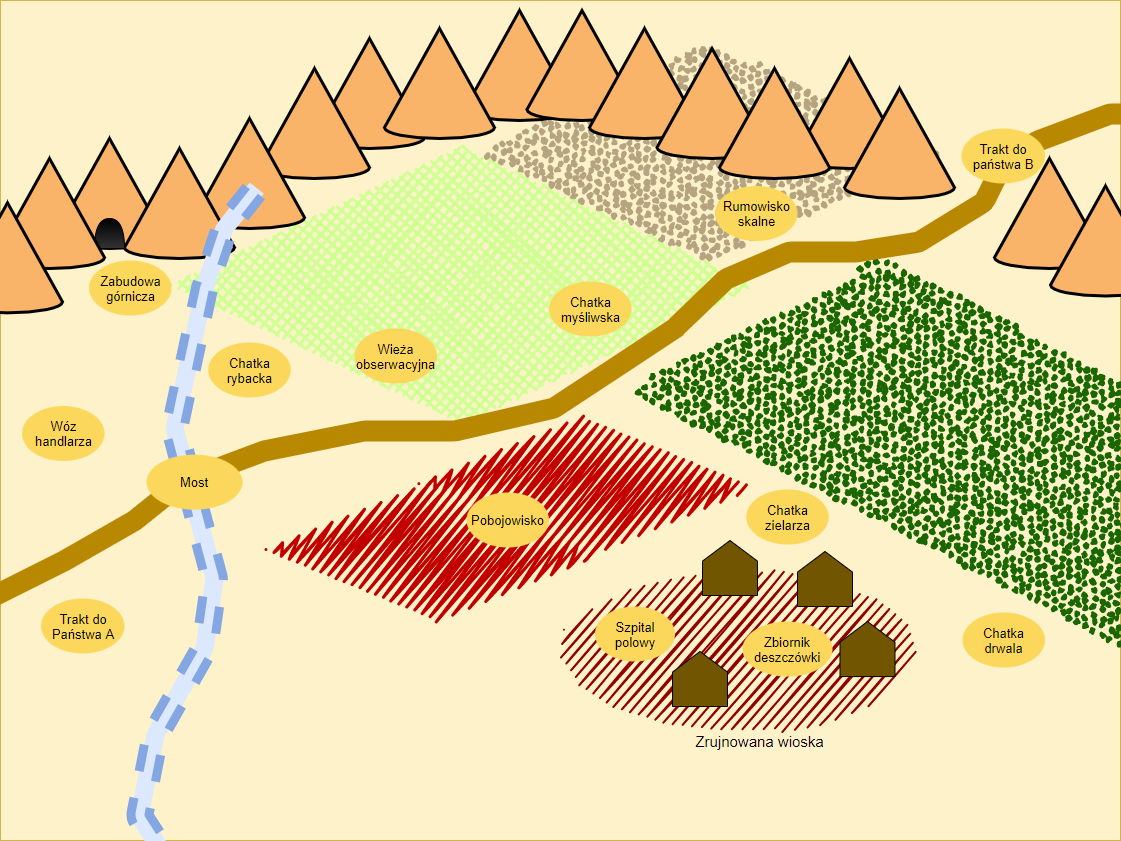 Trakt do
państwa B
Rumowisko
skalne
Zabudowa
górnicza
Chatka
myśliwska
Wieża
obserwacyjna
Chatka
rybacka
Wóz
handlarza
Most
Pobojowisko
Chatka
zielarza
Trakt do
Państwa A
Szpital
polowy
Zbiornik
deszczówki
Chatka
drwala
Zrujnowana wioska